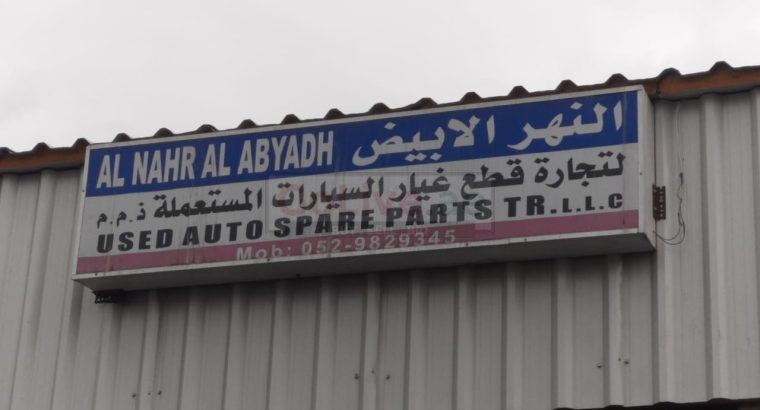 AL NAHR AL ABYADH النهر الابيض
لتجارة قطع غيار السيارات المستعملة ذ.م.م
USED AUTO SPARE PARTS TR.L.L.C
Mob: 052-9829345